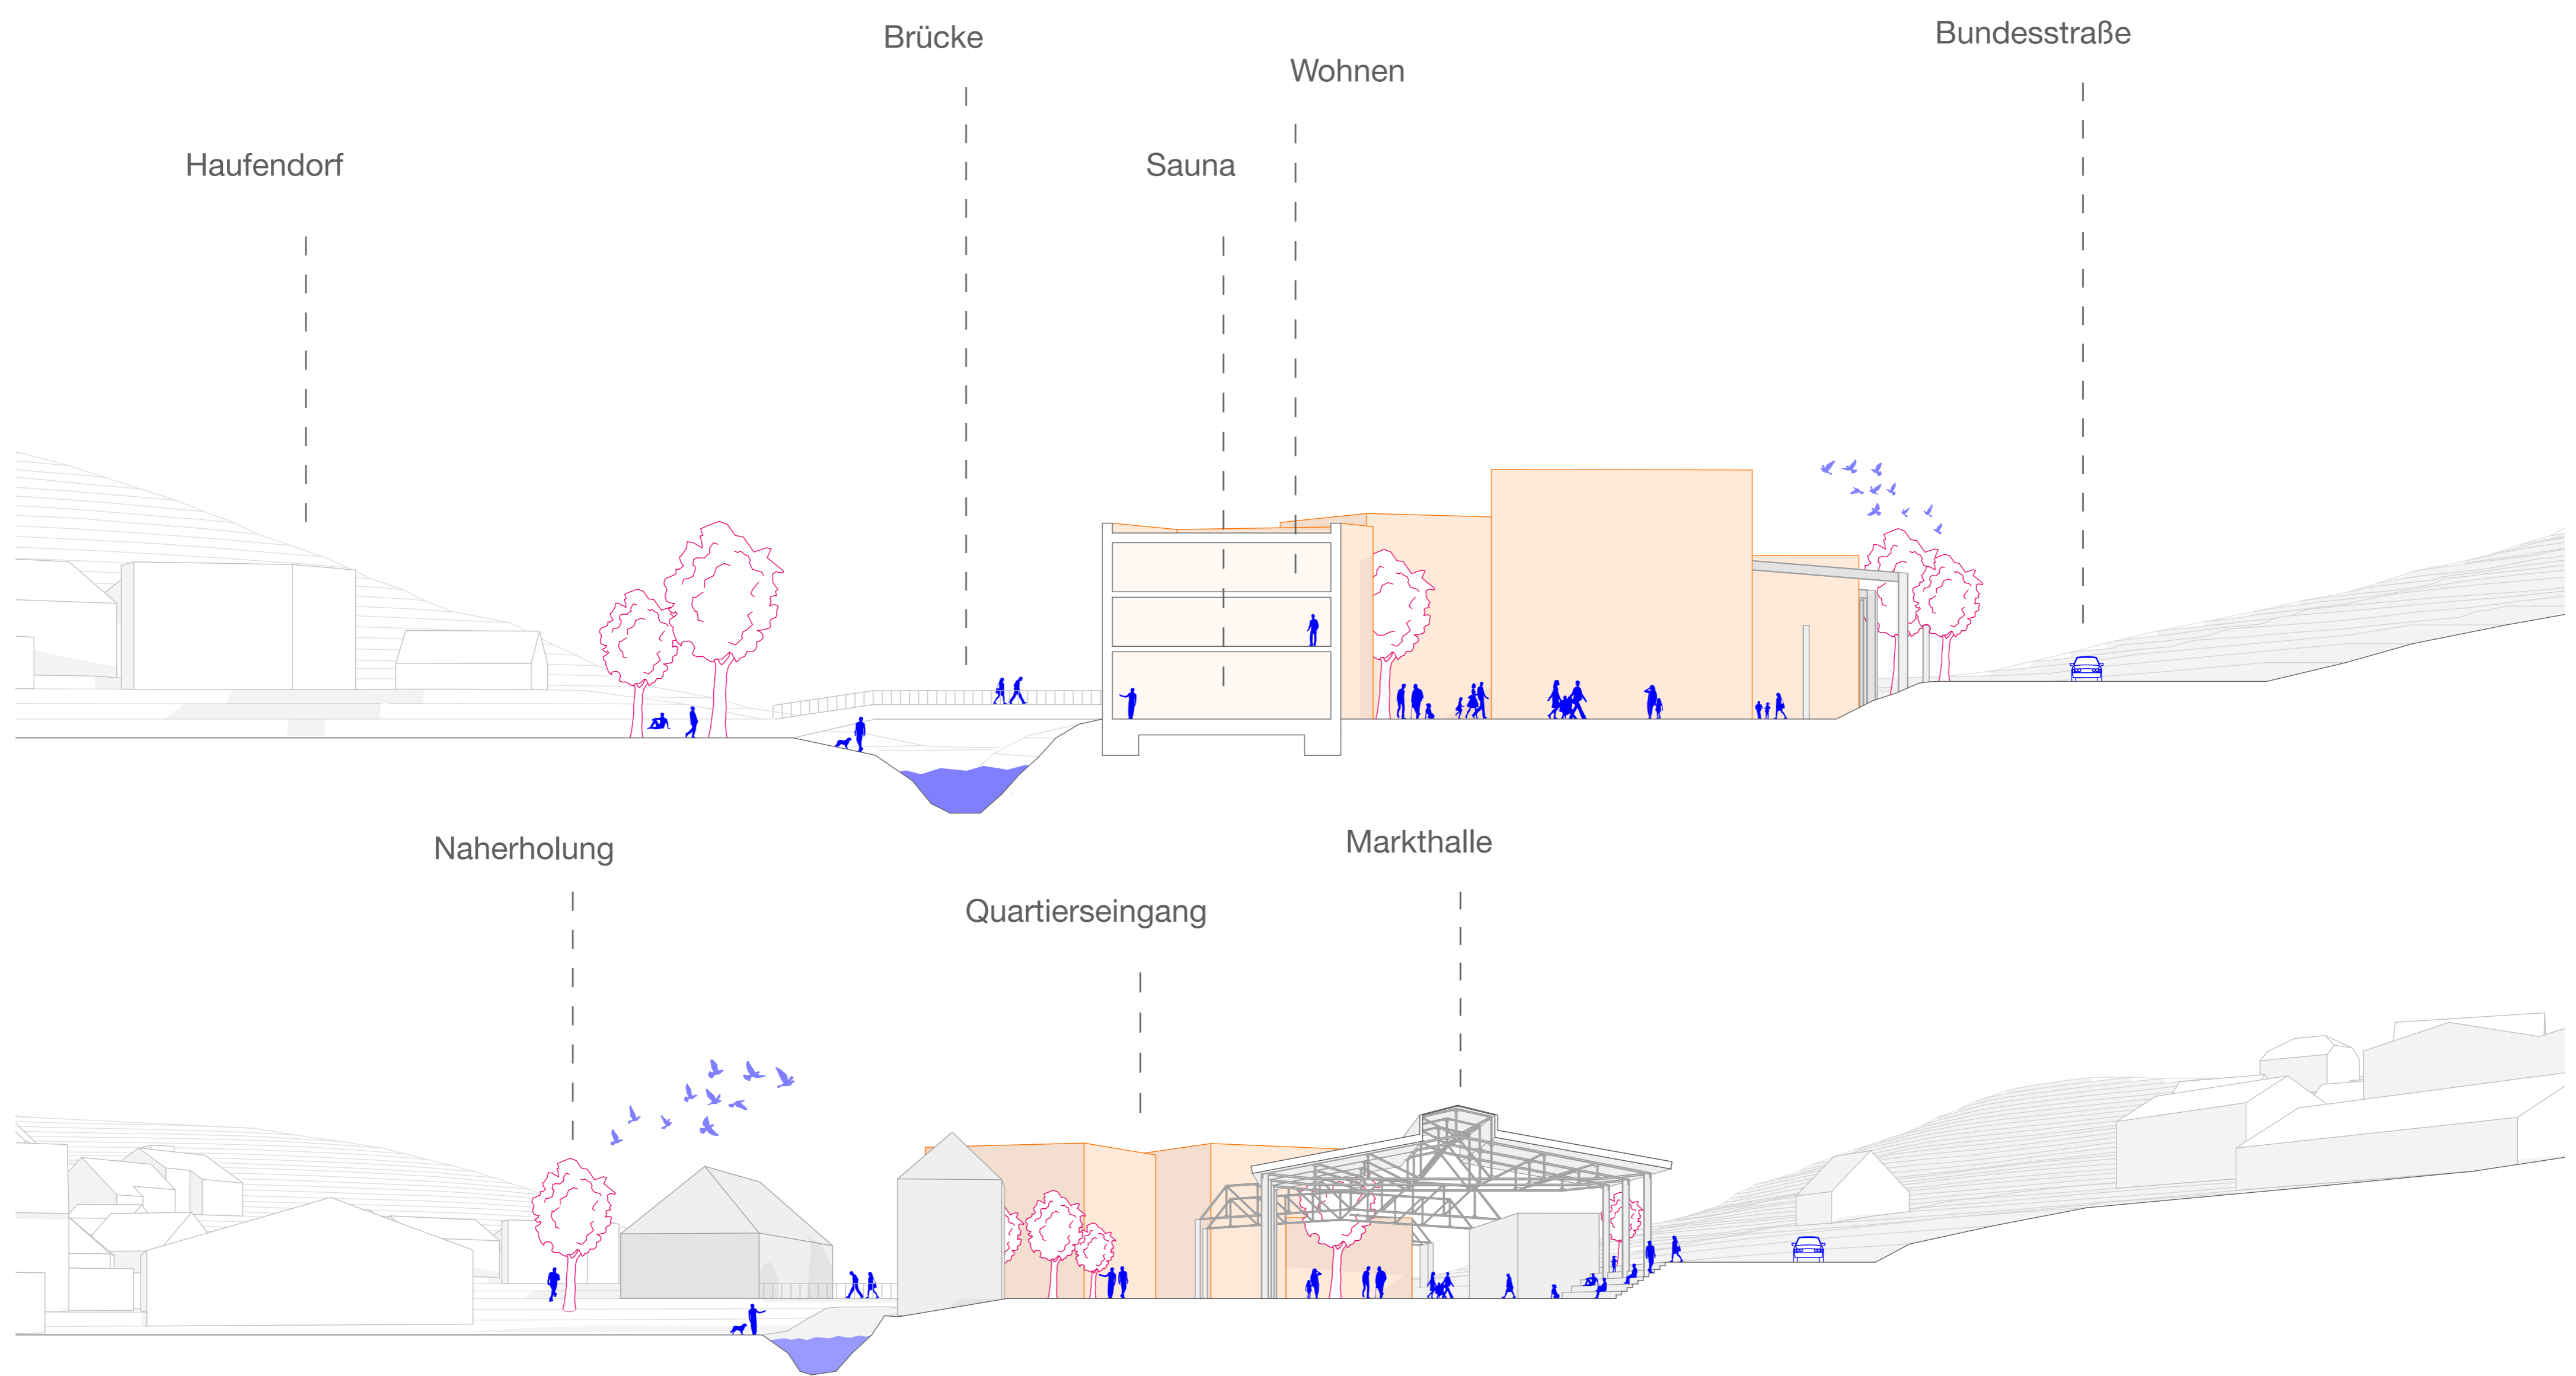 Brücke
Bundesstraße
Wohnen
Haufendorf
Sauna
Naherholung
Markthalle
Quartierseingang